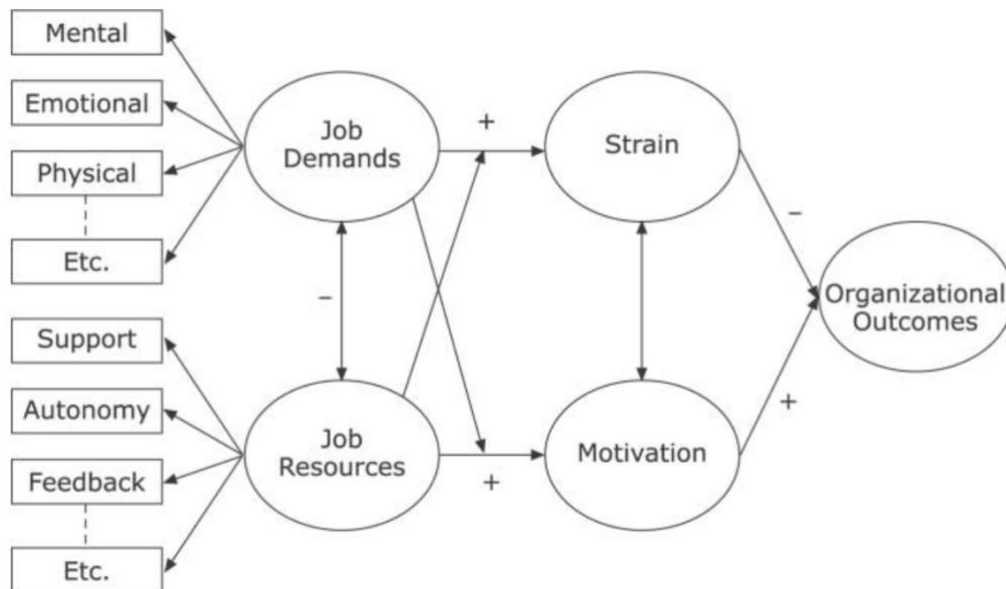 Mental
Emotional
Physical
Etc.
Support
Autonomy
Feedback
Etc.
Job
Demands
Job
Resources
+
–
+
Strain
Motivation
–
+
Organizational
Outcomes